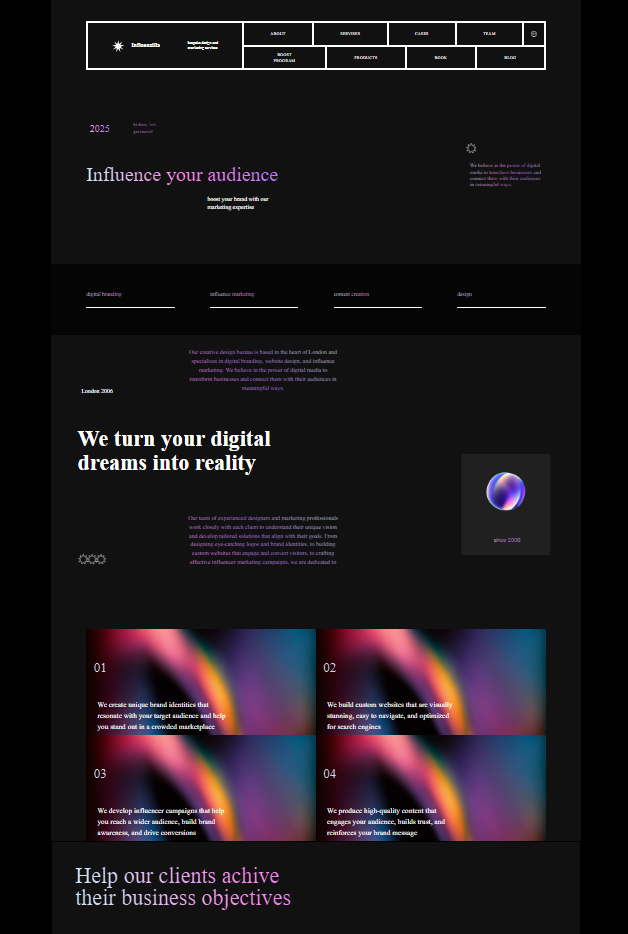 Influenzilla
bespoke design and
marketing services
ABOUT
SERVICES
CASES
TEAM
BOOST
PROGRAM
PRODUCTS
BOOK
BLOG
2025
get started
Influence your audience
boost your brand with our
marketing expertise
We believe in the power of digital
media to transform businesses and
connect them with their audiences
in meaningful ways.
digital branding
influence marketing
content creation
design
Our creative design bureau is based in the heart of London and
specializes in digital branding, website design, and influence
marketing. We believe in the power of digital media to
transform businesses and connect them with their audiences in
meaningful ways.
London 2006
We turn your digital
dreams into reality
Our team of experienced designers and marketing professionals
work closely with each client to understand their unique vision
and develop tailored solutions that align with their goals. From
designing eye-catching logos and brand identities, to building
custom websites that engage and convert visitors, to crafting
effective influencer marketing campaigns, we are dedicated to
since 2006
01
We create unique brand identities that
resonate with your target audience and help
you stand out in a crowded marketplace
02
We build custom websites that are visually
stunning, easy to navigate, and optimized
for search engines
03
We develop influencer campaigns that help
you reach a wider audience, build brand
awareness, and drive conversions
04
We produce high-quality content that
engages your audience, builds trust, and
reinforces your brand message
Help our clients achive
their business objectives